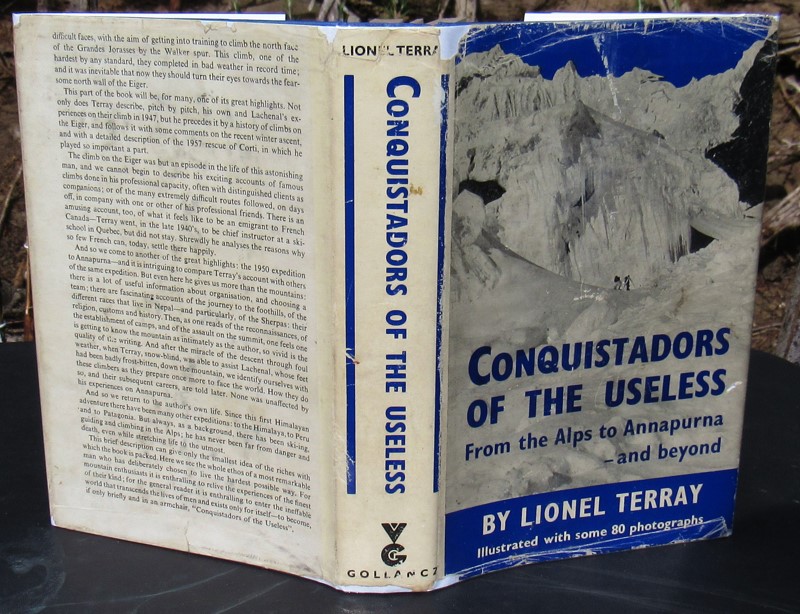 difficult faces, with the aim of getting into training to climb the north face
of the Grandes Jorasses by the Walker spur. This climb, one of the
hardest by any standard, they completed in bad weather in record time;
and it was inevitable that now they should turn their eyes towards the fear-
some north wall of the Eiger.
This part of the book will be, for many, one of its great highlights. Not
only does Terray describe, pitch by pitch, his own and Lachenal's ex-
periences on their climb in 1947, but he precedes it by a history of climbs on
the Eiger, and follows it with some comments on the recent winter ascent,
and with a detailed description of the 1957 rescue of Corti, in which he
played so important a part.
The climb on the Eiger was but an episode in the life of this astonishing
man, and we cannot begin to describe his exciting accounts of famous
climbs done in his professional capacity, often with distinguished clients as
companions; or of the many extremely difficult routes followed, on days
off, in company with one or other of his professional friends. There is an
amusing account, too, of what it feels like to be an emigrant to French
Canada—Terray went, in the late 1940's, to be chief instructor at a ski-
school in Quebec, but did not stay. Shrewdly he analyses the reasons why
so few French can, today, settle there happily.
And so we come to another of the great highlights: the 1950 expedition
to Annapurna—and it is intriguing to compare Terray's account with others
of the same expedition. But even here he gives us more than the mountains:
there is a lot of useful information about organisation, and choosing a
team; there are fascinating accounts of the journey to the foothills, of the
different races that live in Nepal—and particularly, of the Sherpas: their
religion, customs and history. Then, as one reads of the reconnaissances, of
the establishment of camps, and of the assault on the summit, one feels one
is getting to know the mountain as intimately as the author, so vivid is the
quality of the writing. And after the miracle of the descent through foul
weather, when Terray, snow-blind, was able to assist Lachenal, whose feet
had been badly frost-bitten, down the mountain, we identify ourselves with
these climbers as they prepare once more to face the world. How they do
so, and their subsequent careers, are told later. None was unaffected by
his experiences on Annapurna.
And so we return to the author's own life. Since this first Himalayan
adventure there have been many other expeditions: to the Himalaya, to Peru
and to Patagonia. But always, as a background, there has been ski-ing,
guiding and climbing in the Alps; he has never been far from danger and
death, even while stretching life to the utmost.
This brief description can give only the smallest idea of the riches with
which the book is packed. Here we see the whole ethos of a most remarkable
man who has deliberately chosen to live the hardest possible way. For
mountain enthusiasts it is enthralling to relive the experiences of the finest
of their kind; for the general reader it is enthralling to enter the ineffable
world that transcends the lives of men and exists only for itself—to become,
if only briefly and in an armchair, "Conquistadors of the Useless".
LIONEL TERRA
CONQUISTADORS OF THE USELESS
VG
GOLLANCZ
CONQUISTADORS
OF THE USELESS
From the Alps to Annapurna
–and beyond
BY LIONEL TERRAY
Illustrated with some 80 photographs